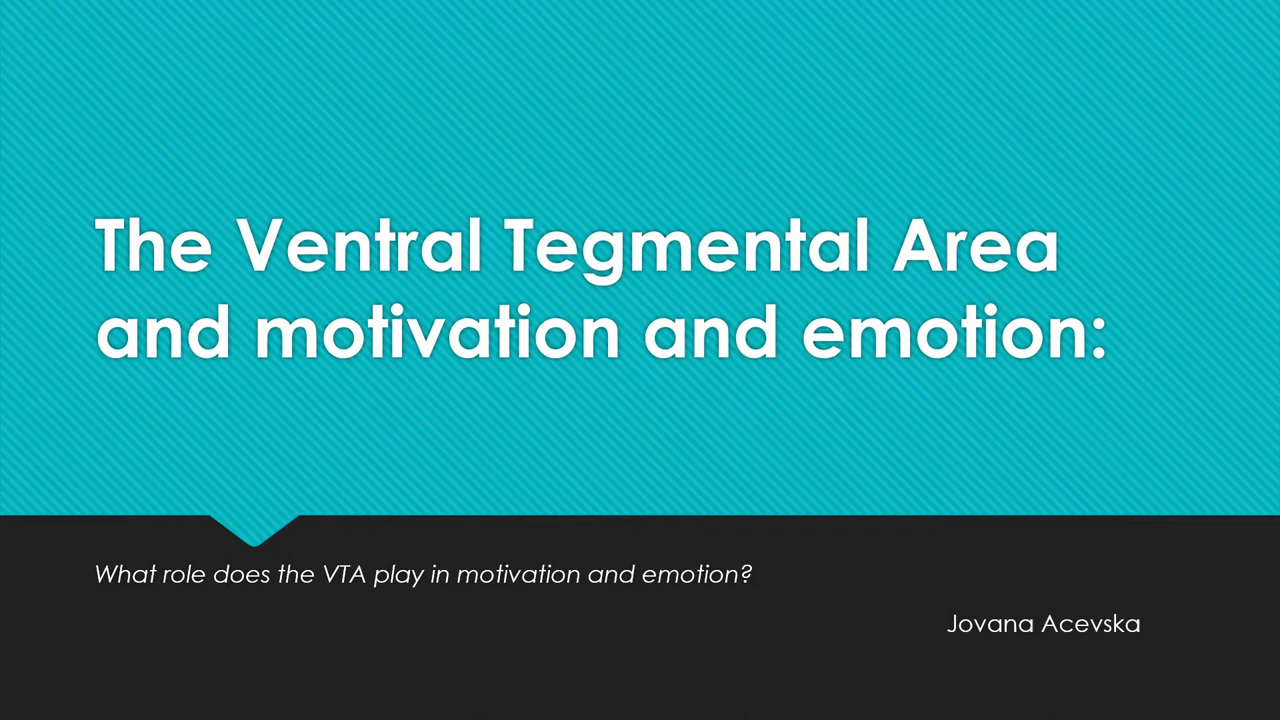 The Ventral Tegmental Area
and motivation and emotion:
What role does the VTA play in motivation and emotion?
Jovana Acevska